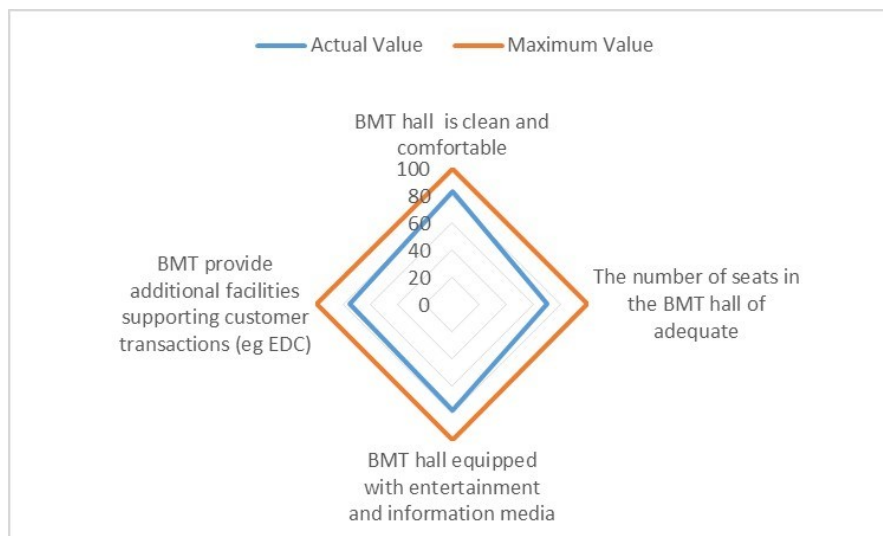 Actual Value
Maximum Value
BMT hall is clean and
comfortable
100
80
60
40
20
0
BMT provide
additional facilities
supporting customer
transactions (eg EDC)
The number of seats in
the BMT hall of
adequate
BMT hall equipped
with entertainment
and information media